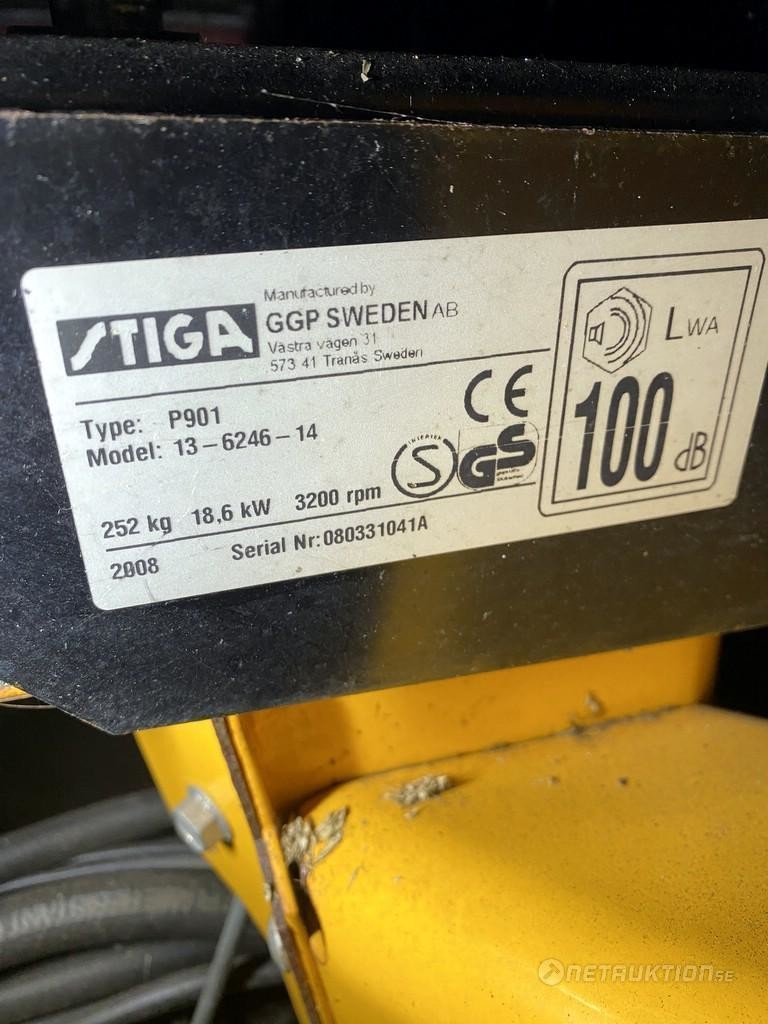 STIGA
Manufactured by
GGP SWEDEN AB
Västra vägen 31
573 41 Tranås Sweden
Type: P901
Model: 13-6246-14
CE
INTERTEK
S
GS
LWA
100 dB
252 kg 18,6 kW 3200 rpm
2008 Serial Nr: 080331041A
NETAUKTION.SE